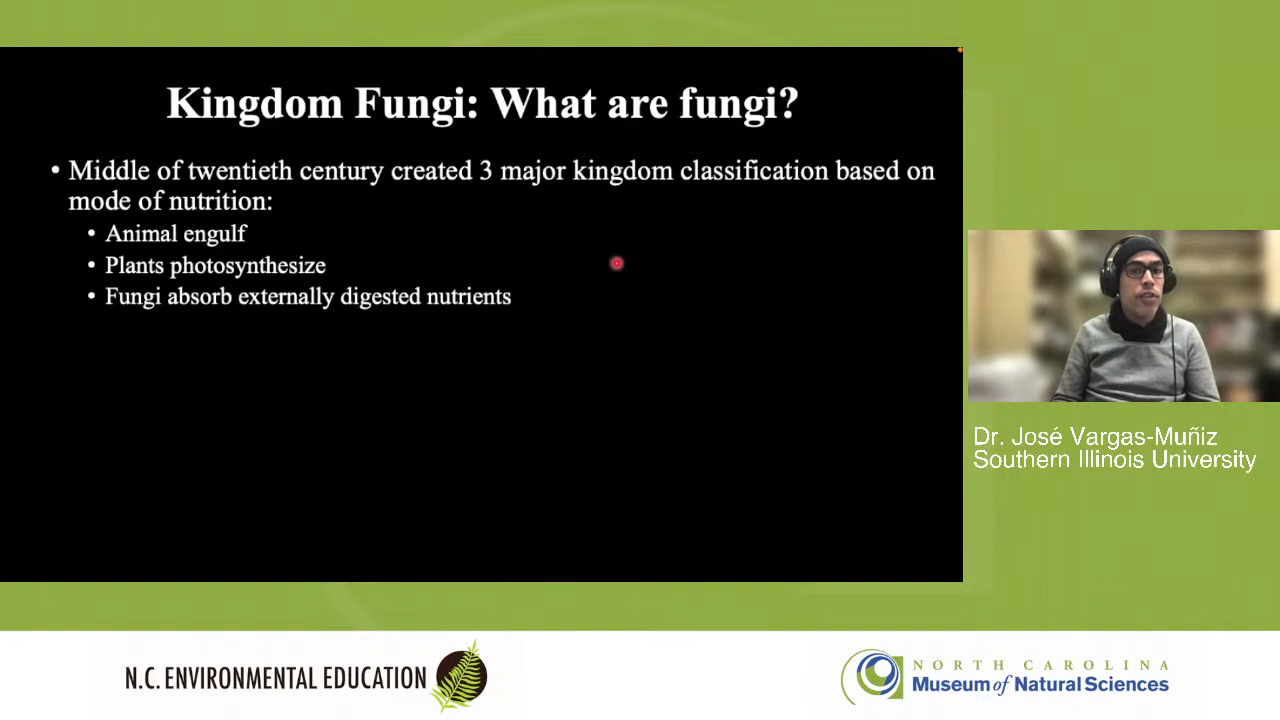 Kingdom Fungi: What are fungi?
• Middle of twentieth century created 3 major kingdom classification based on
mode of nutrition:
• Animal engulf
• Plants photosynthesize
• Fungi absorb externally digested nutrients
Dr. José Vargas-Muñiz
Southern Illinois University
N.C. ENVIRONMENTAL EDUCATION
NORTH CAROLINA
Museum of Natural Sciences